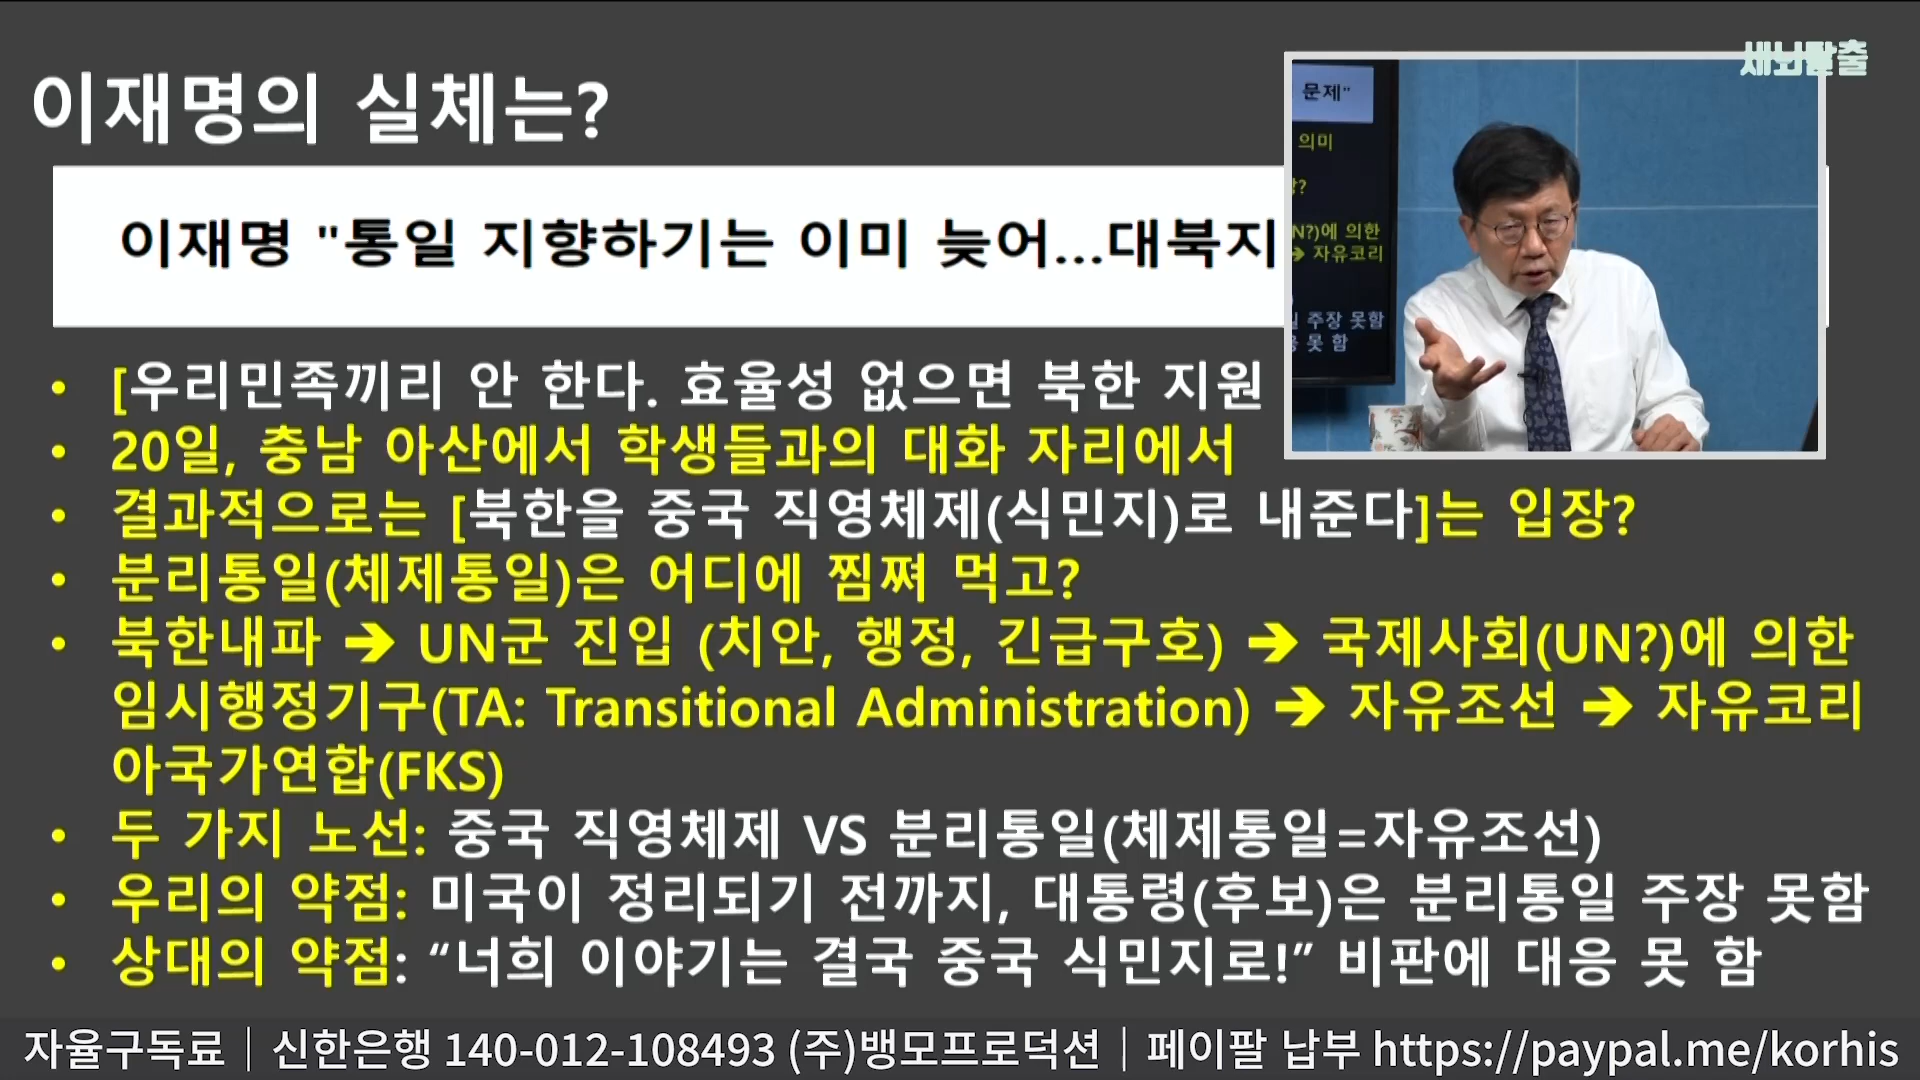 세뇌탈출
이재명의 실체는?
이재명 "통일 지향하기는 이미 늦어...대북지
문제"
의미
?
N?)에 의한
➔ 자유코리
주장 못함
못 함
[우리민족끼리 안 한다. 효율성 없으면 북한 지원
20일, 충남 아산에서 학생들과의 대화 자리에서
결과적으로는 [북한을 중국 직영체제(식민지)로 내준다]는 입장?
분리통일(체제통일)은 어디에 찜쪄 먹고?
북한내파 ➔ UN군 진입 (치안, 행정, 긴급구호) ➔ 국제사회(UN?)에 의한
임시행정기구(TA: Transitional Administration) ➔ 자유조선 ➔ 자유코리
아국가연합(FKS)
두 가지 노선: 중국 직영체제 VS 분리통일(체제통일=자유조선)
우리의 약점: 미국이 정리되기 전까지, 대통령(후보)은 분리통일 주장 못함
상대의 약점: “너희 이야기는 결국 중국 식민지로!” 비판에 대응 못 함
자율구독료│신한은행 140-012-108493 (주)뱅모프로덕션│페이팔 납부 https://paypal.me/korhis